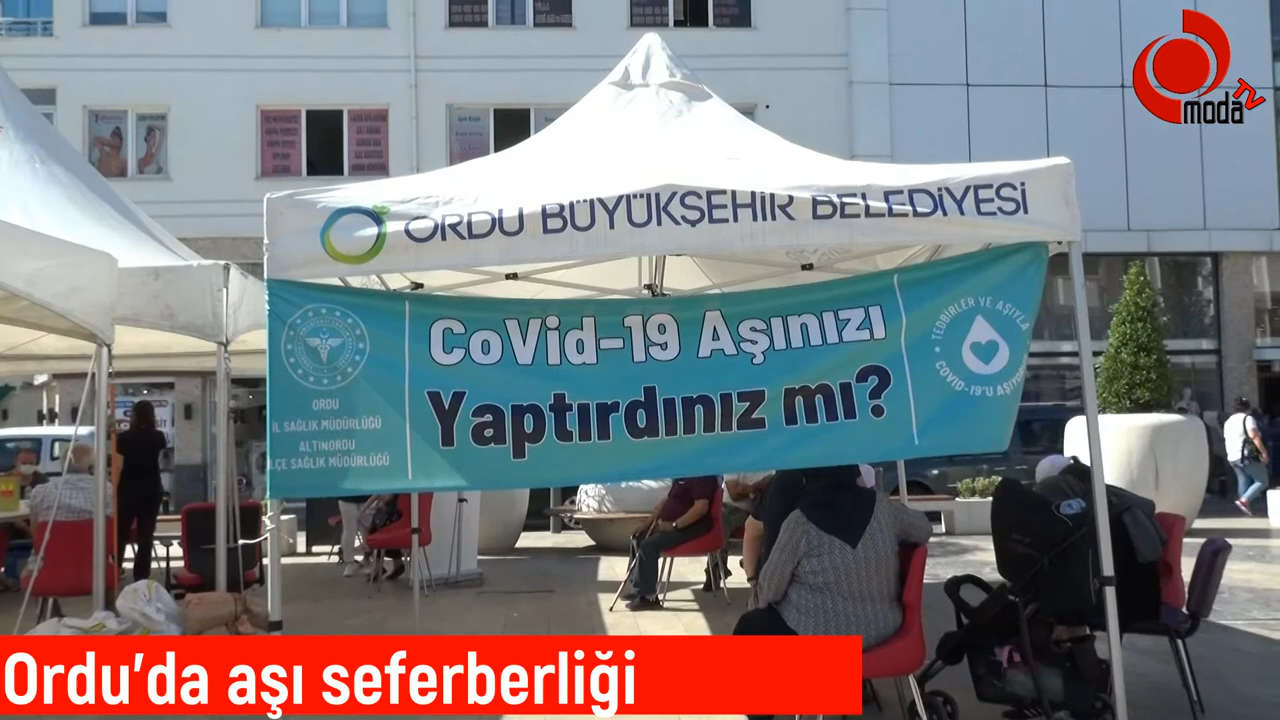 moda TV
ORDU BÜYÜKŞEHİR BELEDİYESİ
CoVid-19 Aşınızı
Yaptırdınız mı?
ORDU
İL SAĞLIK MÜDÜRLÜĞÜ
ALTINORDU
İLÇE SAĞLIK MÜDÜRLÜĞÜ
TEDBİRLER VE AŞIYLA
COVID-19'U
Ordu'da aşı seferberliği